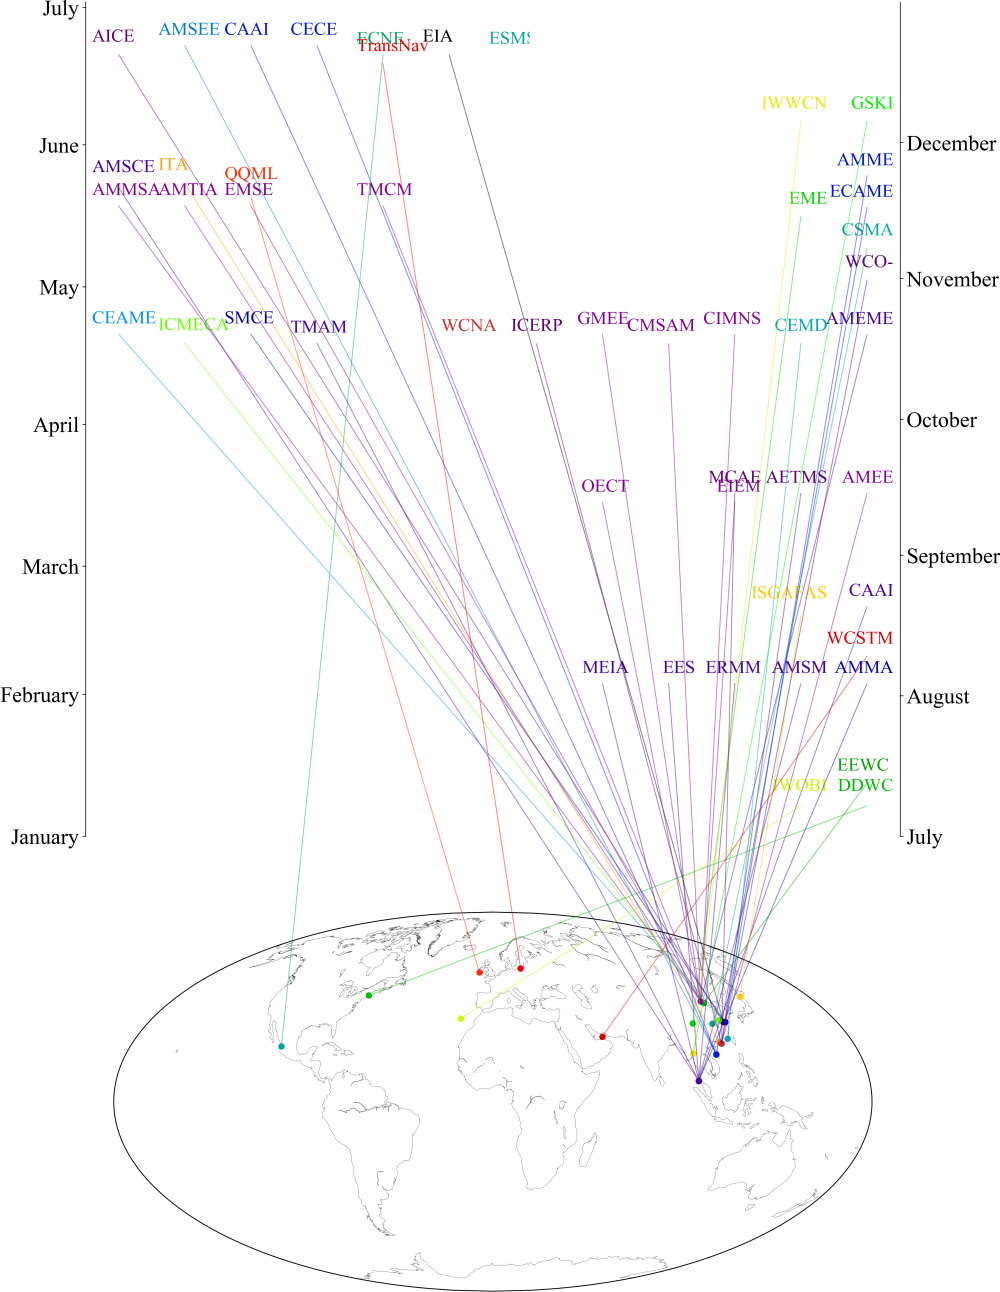 July
AICE AMSEE CAAI CECE ECNE EIA
TransNav
IWWCN GSKI
June December
AMSCE ITA QQML AMME
AMMSA AMTIA EMSE TMCM ECAME
EME
CSMA
WCO-
May November
CEAME ICMECA SMCE TMAM WCNA ICERP GMEE CMSAM CIMNS CEMD AMEME
April October
OECT MCAE EIEM AETMS AMEE
March September
ISGAFAS CAAI
WCSTM
MEIA EES ERMM AMSM AMMA
February August
EEWC
IWOBI DDWC
January July